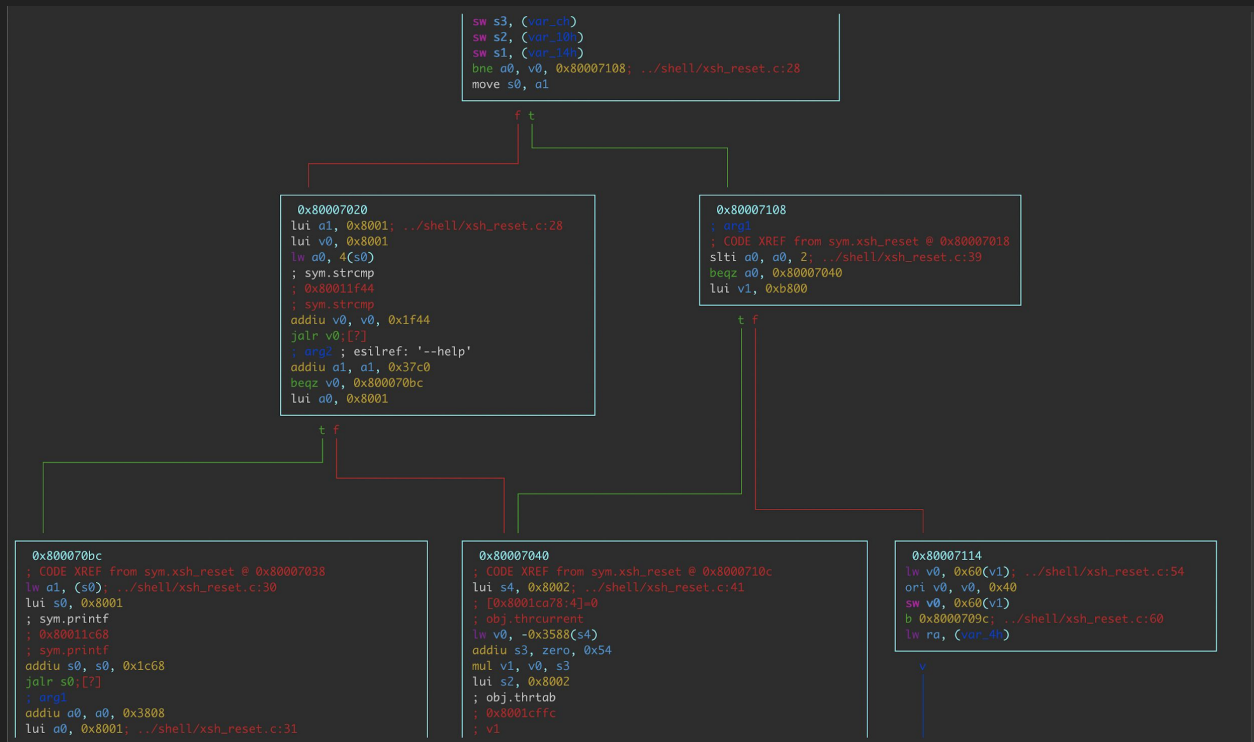 sw s3, (var_ch)
sw s2, (var_10h)
sw s1, (var_14h)
bne a0, v0, 0x80007108; ../shell/xsh_reset.c:28
move s0, a1
f t
0x80007020
lui a1, 0x8001; ../shell/xsh_reset.c:28
lui v0, 0x8001
lw a0, 4(s0)
; sym.strcmp
; 0x80011f44
; sym.strcmp
addiu v0, v0, 0x1f44
jalr v0;[?]
; arg2 ; esilref: '--help'
addiu a1, a1, 0x37c0
beqz v0, 0x800070bc
lui a0, 0x8001
t f
0x80007108
; arg1
; CODE XREF from sym.xsh_reset @ 0x80007018
slti a0, a0, 2; ../shell/xsh_reset.c:39
beqz a0, 0x80007040
lui v1, 0xb800
t f
0x800070bc
; CODE XREF from sym.xsh_reset @ 0x80007038
lw a1, (s0); ../shell/xsh_reset.c:30
lui s0, 0x8001
; sym.printf
; 0x80011c68
; sym.printf
addiu s0, s0, 0x1c68
jalr s0;[?]
; arg1
addiu a0, a0, 0x3808
lui a0, 0x8001; ../shell/xsh_reset.c:31
0x80007040
; CODE XREF from sym.xsh_reset @ 0x8000710c
lui s4, 0x8002; ../shell/xsh_reset.c:41
; [0x8001ca78:4]=0
; obj.thrcurrent
lw v0, -0x3588(s4)
addiu s3, zero, 0x54
mul v1, v0, s3
lui s2, 0x8002
; obj.thrtab
; 0x8001cffc
; v1
0x80007114
lw v0, 0x60(v1); ../shell/xsh_reset.c:54
ori v0, v0, 0x40
sw v0, 0x60(v1)
b 0x8000709c; ../shell/xsh_reset.c:60
lw ra, (var_4h)
v